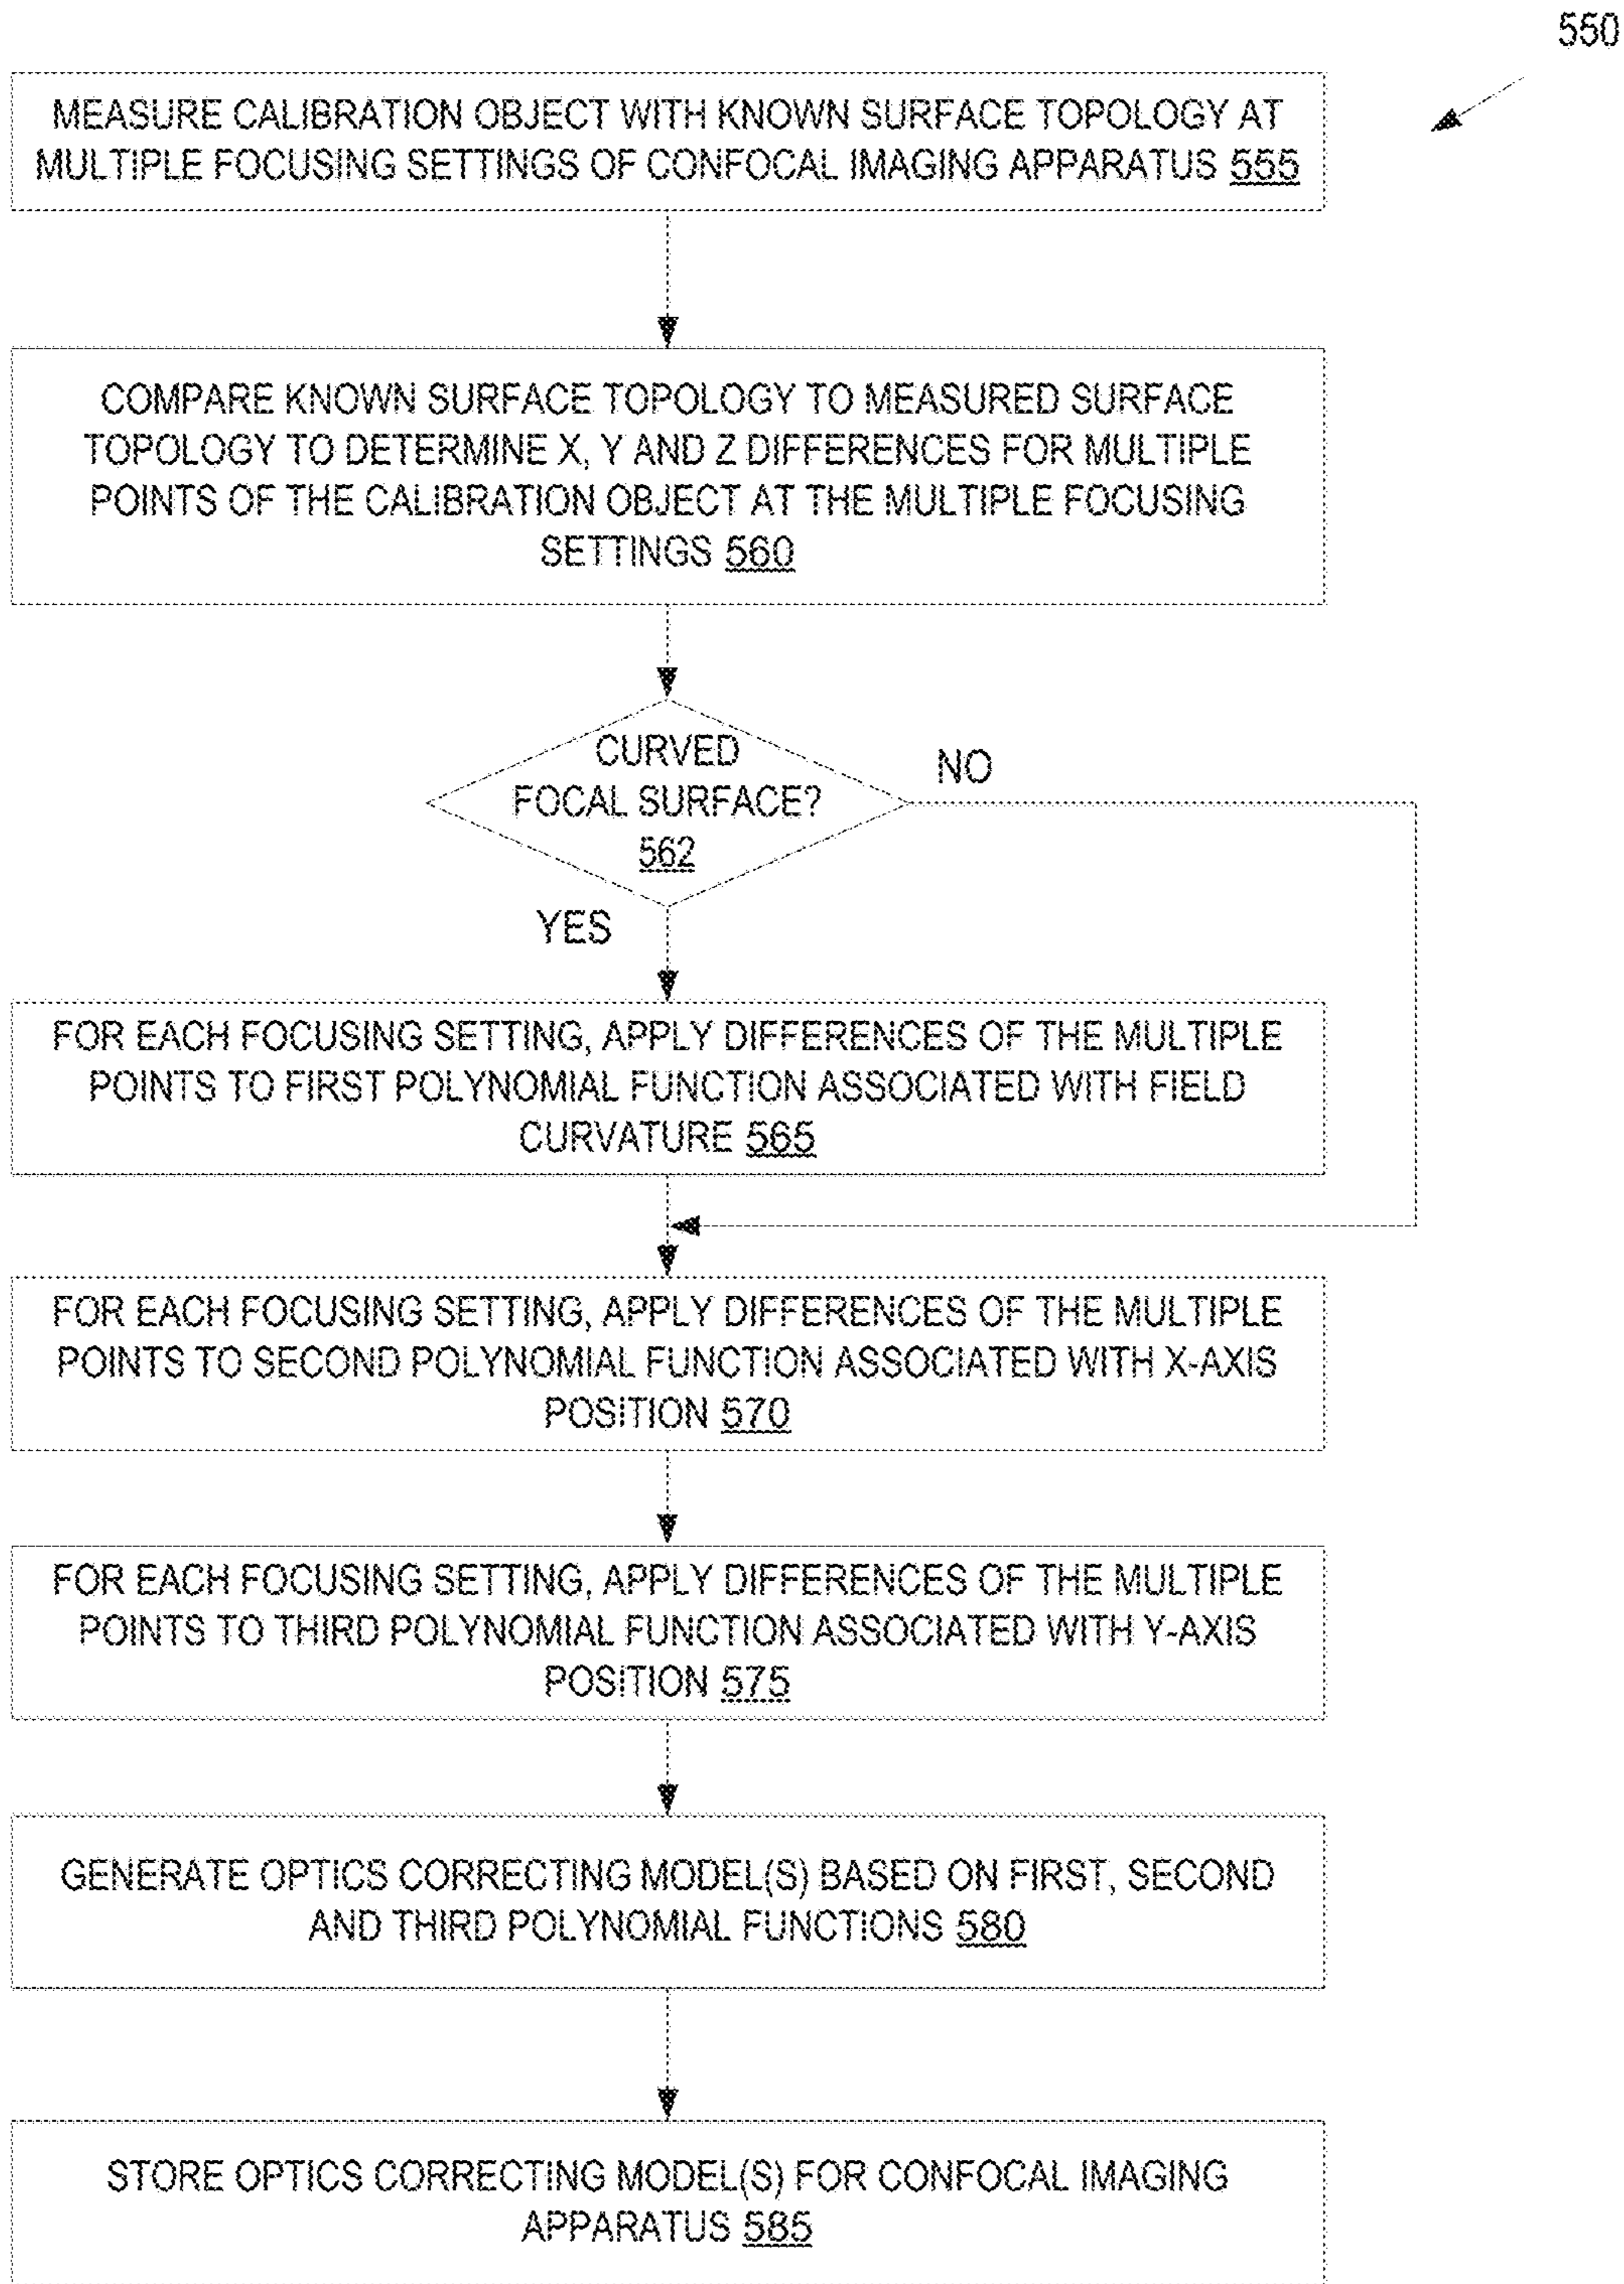 550
MEASURE CALIBRATION OBJECT WITH KNOWN SURFACE TOPOLOGY AT
MULTIPLE FOCUSING SETTINGS OF CONFOCAL IMAGING APPARATUS 555
COMPARE KNOWN SURFACE TOPOLOGY TO MEASURED SURFACE
TOPOLOGY TO DETERMINE X, Y AND Z DIFFERENCES FOR MULTIPLE
POINTS OF THE CALIBRATION OBJECT AT THE MULTIPLE FOCUSING
SETTINGS 560
CURVED
FOCAL SURFACE?
562
NO
YES
FOR EACH FOCUSING SETTING, APPLY DIFFERENCES OF THE MULTIPLE
POINTS TO FIRST POLYNOMIAL FUNCTION ASSOCIATED WITH FIELD
CURVATURE 565
FOR EACH FOCUSING SETTING, APPLY DIFFERENCES OF THE MULTIPLE
POINTS TO SECOND POLYNOMIAL FUNCTION ASSOCIATED WITH X-AXIS
POSITION 570
FOR EACH FOCUSING SETTING, APPLY DIFFERENCES OF THE MULTIPLE
POINTS TO THIRD POLYNOMIAL FUNCTION ASSOCIATED WITH Y-AXIS
POSITION 575
GENERATE OPTICS CORRECTING MODEL(S) BASED ON FIRST, SECOND
AND THIRD POLYNOMIAL FUNCTIONS 580
STORE OPTICS CORRECTING MODEL(S) FOR CONFOCAL IMAGING
APPARATUS 585